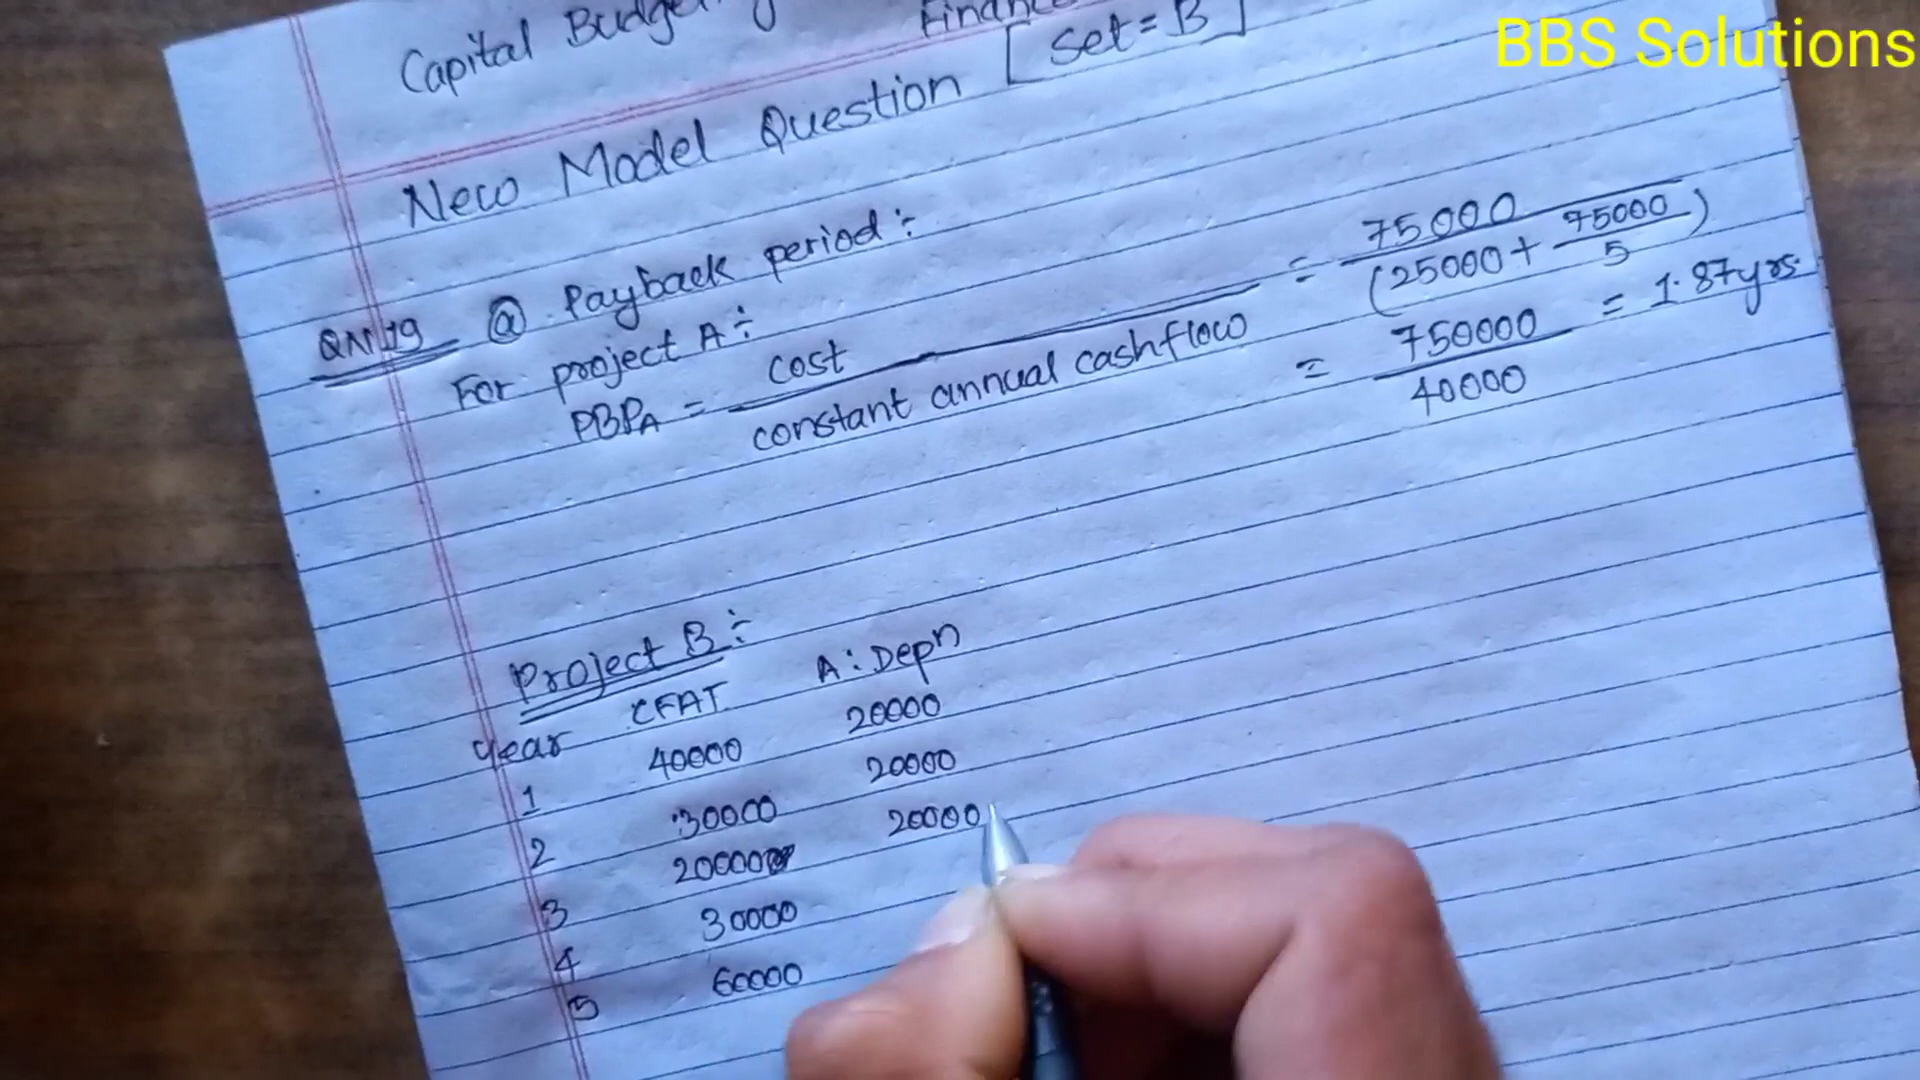 BBS Solutions
Capital Finance
New Model Question [Set=B]
QN 19 @ Payback period ÷
For project A ÷
PBPA = cost / constant annual cashflow = 75000 / (25000 + 75000/5)
= 750000 / 40000 = 1.87yrs.
Project B ÷
year CFAT A: Depn
1 40000 20000
2 30000 20000
3 20000 20000
4 30000
5 60000